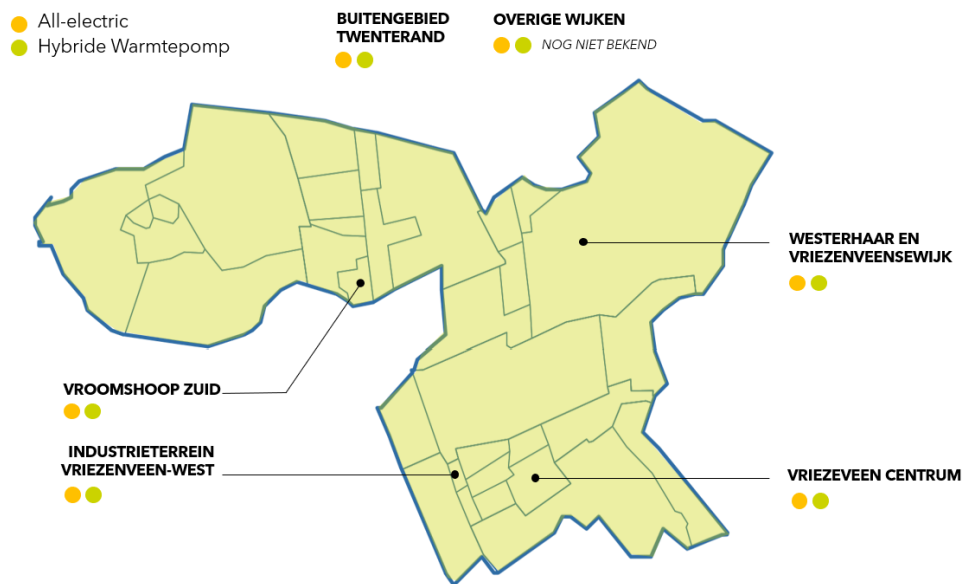 All-electric
Hybride Warmtepomp
BUITENGEBIED
TWENTERAND
OVERIGE WIJKEN
NOG NIET BEKEND
WESTERHAAR EN
VRIEZENVEENSEWIJK
VROOMSHOOP ZUID
INDUSTRIETERREIN
VRIEZENVEEN-WEST
VRIEZEVEEN CENTRUM